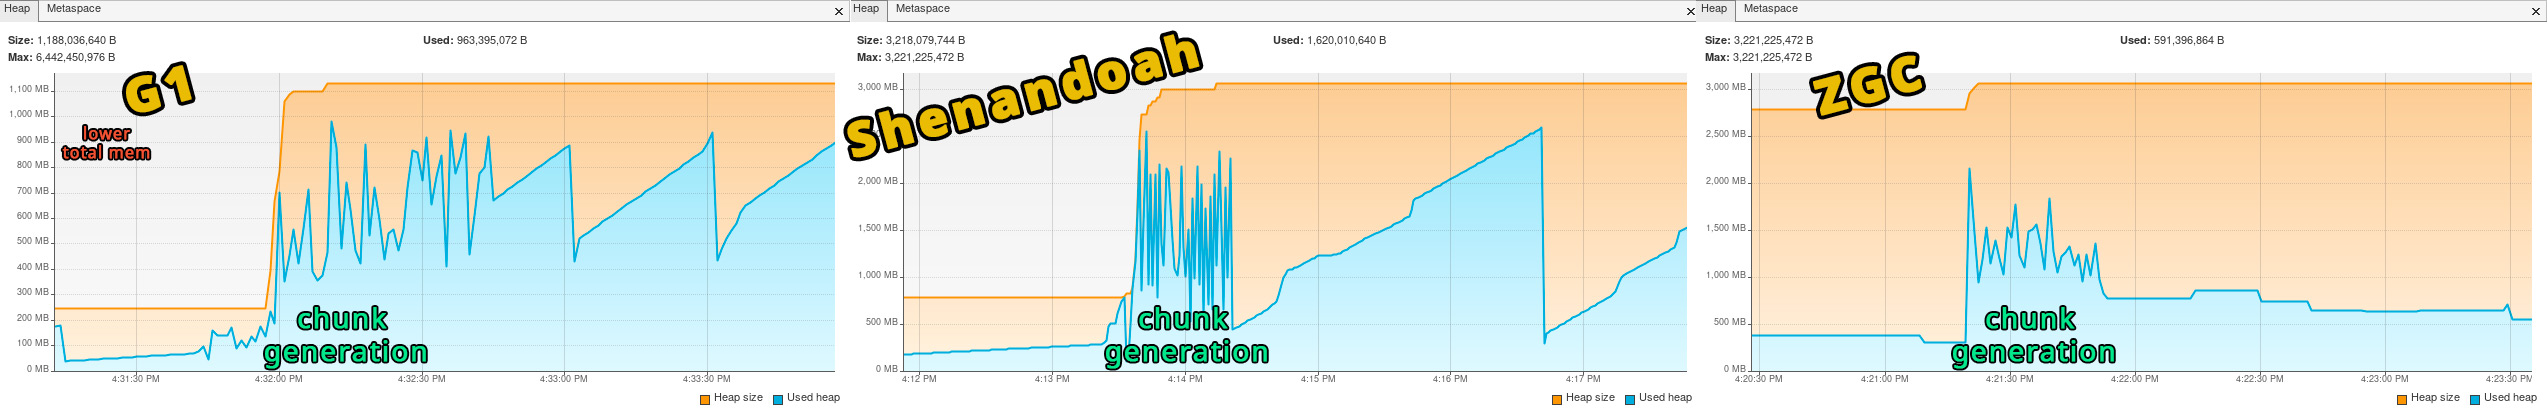 Heap Metaspace
Size: 1,188,036,640 B Used: 963,395,072 B
Max: 6,442,450,976 B
G1
lower
total mem
1,100 MB
1,000 MB
900 MB
800 MB
700 MB
600 MB
500 MB
400 MB
300 MB
200 MB
100 MB
0 MB
chunk
generation
4:31:30 PM 4:32:00 PM 4:32:30 PM 4:33:00 PM 4:33:30 PM
Heap size Used heap
Heap Metaspace
Size: 3,218,079,744 B Used: 1,620,010,640 B
Max: 3,221,225,472 B
Shenandoah
3,000 MB
2,000 MB
1,500 MB
1,000 MB
500 MB
0 MB
chunk
generation
4:12 PM 4:13 PM 4:14 PM 4:15 PM 4:16 PM 4:17 PM
Heap size Used heap
Heap Metaspace
Size: 3,221,225,472 B Used: 591,396,864 B
Max: 3,221,225,472 B
ZGC
3,000 MB
2,500 MB
2,000 MB
1,500 MB
1,000 MB
500 MB
0 MB
chunk
generation
4:20:30 PM 4:21:00 PM 4:21:30 PM 4:22:00 PM 4:22:30 PM 4:23:00 PM 4:23:30 PM
Heap size Used heap